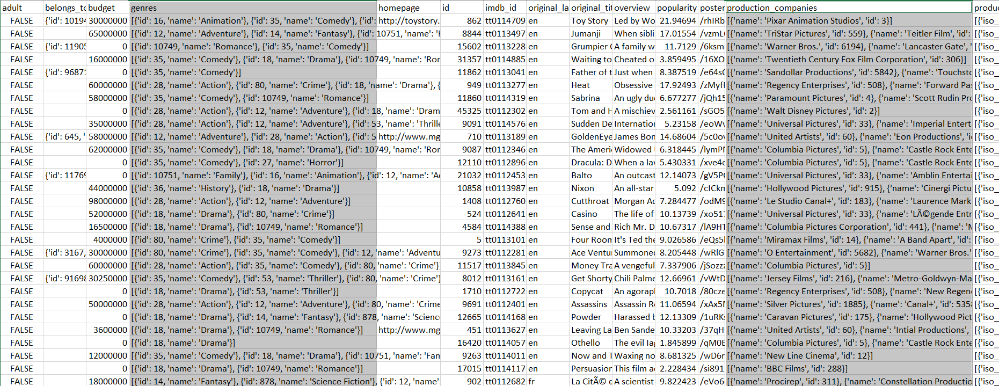 adult belongs_to budget genres homepage id imdb_id original_la original_tit overview popularity poster production_companies produ
FALSE {'id': 10194 30000000 [{'id': 16, 'name': 'Animation'}, {'id': 35, 'name': 'Comedy'}, {'id': http://toystory. 862 tt0114709 en Toy Story Led by Wo 21.94694 /rhIRb [{'name': 'Pixar Animation Studios', 'id': 3}] [{'iso_
FALSE 65000000 [{'id': 12, 'name': 'Adventure'}, {'id': 14, 'name': 'Fantasy'}, {'id': 10751, 'name': 'F 8844 tt0113497 en Jumanji When sibli 17.01554 /vzmL [{'name': 'TriStar Pictures', 'id': 559}, {'name': 'Teitler Film', 'id': [{'iso_
FALSE {'id': 11905 0 [{'id': 10749, 'name': 'Romance'}, {'id': 35, 'name': 'Comedy'}] 15602 tt0113228 en Grumpier A family w 11.7129 /6ksm [{'name': 'Warner Bros.', 'id': 6194}, {'name': 'Lancaster Gate', ' [{'iso_
FALSE 16000000 [{'id': 35, 'name': 'Comedy'}, {'id': 18, 'name': 'Drama'}, {'id': 10749, 'name': 'Ror 31357 tt0114885 en Waiting to Cheated o 3.859495 /16XO [{'name': 'Twentieth Century Fox Film Corporation', 'id': 306}] [{'iso_
FALSE {'id': 96871 0 [{'id': 35, 'name': 'Comedy'}] 11862 tt0113041 en Father of t Just when 8.387519 /e64s [{'name': 'Sandollar Productions', 'id': 5842}, {'name': 'Touchsto [{'iso_
FALSE 60000000 [{'id': 28, 'name': 'Action'}, {'id': 80, 'name': 'Crime'}, {'id': 18, 'name': 'Drama'}, { 949 tt0113277 en Heat Obsessive 17.92493 /zMyf [{'name': 'Regency Enterprises', 'id': 508}, {'name': 'Forward Pa [{'iso_
FALSE 58000000 [{'id': 35, 'name': 'Comedy'}, {'id': 10749, 'name': 'Romance'}] 11860 tt0114319 en Sabrina An ugly du 6.677277 /jQh15 [{'name': 'Paramount Pictures', 'id': 4}, {'name': 'Scott Rudin Pr [{'iso_
FALSE 0 [{'id': 28, 'name': 'Action'}, {'id': 12, 'name': 'Adventure'}, {'id': 18, 'name': 'Dram 45325 tt0112302 en Tom and H A mischiev 2.561161 /sGO5 [{'name': 'Walt Disney Pictures', 'id': 2}] [{'iso_
FALSE 35000000 [{'id': 28, 'name': 'Action'}, {'id': 12, 'name': 'Adventure'}, {'id': 53, 'name': 'Thrille 9091 tt0114576 en Sudden De Internation 5.23158 /eoW [{'name': 'Universal Pictures', 'id': 33}, {'name': 'Imperial Entert [{'iso_
FALSE {'id': 645, ' 58000000 [{'id': 12, 'name': 'Adventure'}, {'id': 28, 'name': 'Action'}, {'id': 5 http://www.mg 710 tt0113189 en GoldenEye James Bon 14.68604 /5c0o [{'name': 'United Artists', 'id': 60}, {'name': 'Eon Productions', 'i [{'iso_
FALSE 62000000 [{'id': 35, 'name': 'Comedy'}, {'id': 18, 'name': 'Drama'}, {'id': 10749, 'name': 'Ror 9087 tt0112346 en The Ameri Widowed 6.318445 /lymP [{'name': 'Columbia Pictures', 'id': 5}, {'name': 'Castle Rock Ente [{'iso_
FALSE 0 [{'id': 35, 'name': 'Comedy'}, {'id': 27, 'name': 'Horror'}] 12110 tt0112896 en Dracula: D When a la 5.430331 /xve4 [{'name': 'Columbia Pictures', 'id': 5}, {'name': 'Castle Rock Ente [{'iso_
FALSE {'id': 11769 0 [{'id': 10751, 'name': 'Family'}, {'id': 16, 'name': 'Animation'}, {'id': 12, 'name': 'Ad 21032 tt0112453 en Balto An outcast 12.14073 /gV5P [{'name': 'Universal Pictures', 'id': 33}, {'name': 'Amblin Entertai [{'iso_
FALSE 44000000 [{'id': 36, 'name': 'History'}, {'id': 18, 'name': 'Drama'}] 10858 tt0113987 en Nixon An all-star 5.092 /cICkn [{'name': 'Hollywood Pictures', 'id': 915}, {'name': 'Cinergi Pictu [{'iso_
FALSE 98000000 [{'id': 28, 'name': 'Action'}, {'id': 12, 'name': 'Adventure'}] 1408 tt0112760 en Cutthroat Morgan Ad 7.284477 /odM9 [{'name': 'Le Studio Canal+', 'id': 183}, {'name': 'Laurence Mark [{'iso_
FALSE 52000000 [{'id': 18, 'name': 'Drama'}, {'id': 80, 'name': 'Crime'}] 524 tt0112641 en Casino The life of 10.13739 /xo517 [{'name': 'Universal Pictures', 'id': 33}, {'name': 'LÃ©gende Entr [{'iso_
FALSE 16500000 [{'id': 18, 'name': 'Drama'}, {'id': 10749, 'name': 'Romance'}] 4584 tt0114388 en Sense and Rich Mr. D 10.67317 /lA9H [{'name': 'Columbia Pictures Corporation', 'id': 441}, {'name': 'M [{'iso_
FALSE 4000000 [{'id': 80, 'name': 'Crime'}, {'id': 35, 'name': 'Comedy'}] 5 tt0113101 en Four Room It's Ted the 9.026586 /eQs5 [{'name': 'Miramax Films', 'id': 14}, {'name': 'A Band Apart', 'id': [{'iso_
FALSE {'id': 3167, 30000000 [{'id': 80, 'name': 'Crime'}, {'id': 35, 'name': 'Comedy'}, {'id': 12, 'name': 'Adventu 9273 tt0112281 en Ace Ventur Summoned 8.205448 /wRlG [{'name': 'O Entertainment', 'id': 5682}, {'name': 'Warner Bros.' [{'iso_
FALSE 60000000 [{'id': 28, 'name': 'Action'}, {'id': 35, 'name': 'Comedy'}, {'id': 80, 'name': 'Crime'}] 11517 tt0113845 en Money Tra A vengeful 7.337906 /jSozz [{'name': 'Columbia Pictures', 'id': 5}] [{'iso_
FALSE {'id': 91698 30250000 [{'id': 35, 'name': 'Comedy'}, {'id': 53, 'name': 'Thriller'}, {'id': 80, 'name': 'Crime'} 8012 tt0113161 en Get Shorty Chili Palme 12.66961 /vWtD [{'name': 'Jersey Films', 'id': 216}, {'name': 'Metro-Goldwyn-Ma [{'iso_
FALSE 0 [{'id': 18, 'name': 'Drama'}, {'id': 53, 'name': 'Thriller'}] 1710 tt0112722 en Copycat An agorap 10.7018 /80cze [{'name': 'Regency Enterprises', 'id': 508}, {'name': 'New Regen [{'iso_
FALSE 50000000 [{'id': 28, 'name': 'Action'}, {'id': 12, 'name': 'Adventure'}, {'id': 80, 'name': 'Crime 9691 tt0112401 en Assassins Assassin R 11.06594 /xAx5 [{'name': 'Silver Pictures', 'id': 1885}, {'name': 'Canal+', 'id': 535 [{'iso_
FALSE 0 [{'id': 18, 'name': 'Drama'}, {'id': 14, 'name': 'Fantasy'}, {'id': 878, 'name': 'Science 12665 tt0114168 en Powder Harassed b 12.13309 /1uRK [{'name': 'Caravan Pictures', 'id': 175}, {'name': 'Hollywood Pict [{'iso_
FALSE 3600000 [{'id': 18, 'name': 'Drama'}, {'id': 10749, 'name': 'Romance'}] http://www.mg 451 tt0113627 en Leaving La Ben Sande 10.33203 /37qH [{'name': 'United Artists', 'id': 60}, {'name': 'Intial Productions', [{'iso_
FALSE 0 [{'id': 18, 'name': 'Drama'}] 16420 tt0114057 en Othello The evil Iag 1.845899 /qM0E [{'name': 'Columbia Pictures', 'id': 5}, {'name': 'Castle Rock Ente [{'iso_
FALSE 12000000 [{'id': 35, 'name': 'Comedy'}, {'id': 18, 'name': 'Drama'}, {'id': 10751, 'name': 'Fam 9263 tt0114011 en Now and T Waxing no 8.681325 /wD6r [{'name': 'New Line Cinema', 'id': 12}] [{'iso_
FALSE 0 [{'id': 18, 'name': 'Drama'}, {'id': 10749, 'name': 'Romance'}] 17015 tt0114117 en Persuasion This film a 2.228434 /si891 [{'name': 'BBC Films', 'id': 288}] [{'iso_
FALSE 18000000 [{'id': 14, 'name': 'Fantasy'}, {'id': 878, 'name': 'Science Fiction'}, {'id': 12, 'name' 902 tt0112682 fr La CitÃ© d A scientist 9.822423 /eVo6 [{'name': 'Procirep', 'id': 311}, {'name': 'Constellation Productio [{'iso_